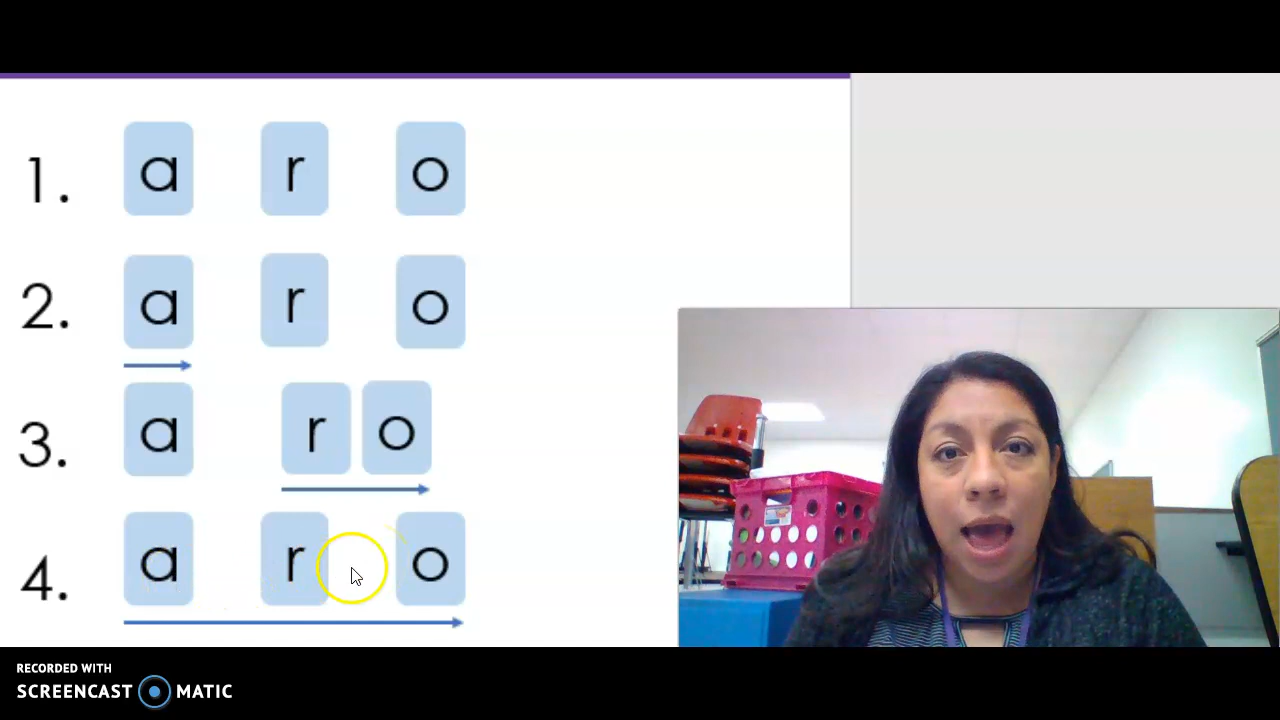 1. a r o
2. a r o
3. a r o
4. a r o
RECORDED WITH
SCREENCAST MATIC